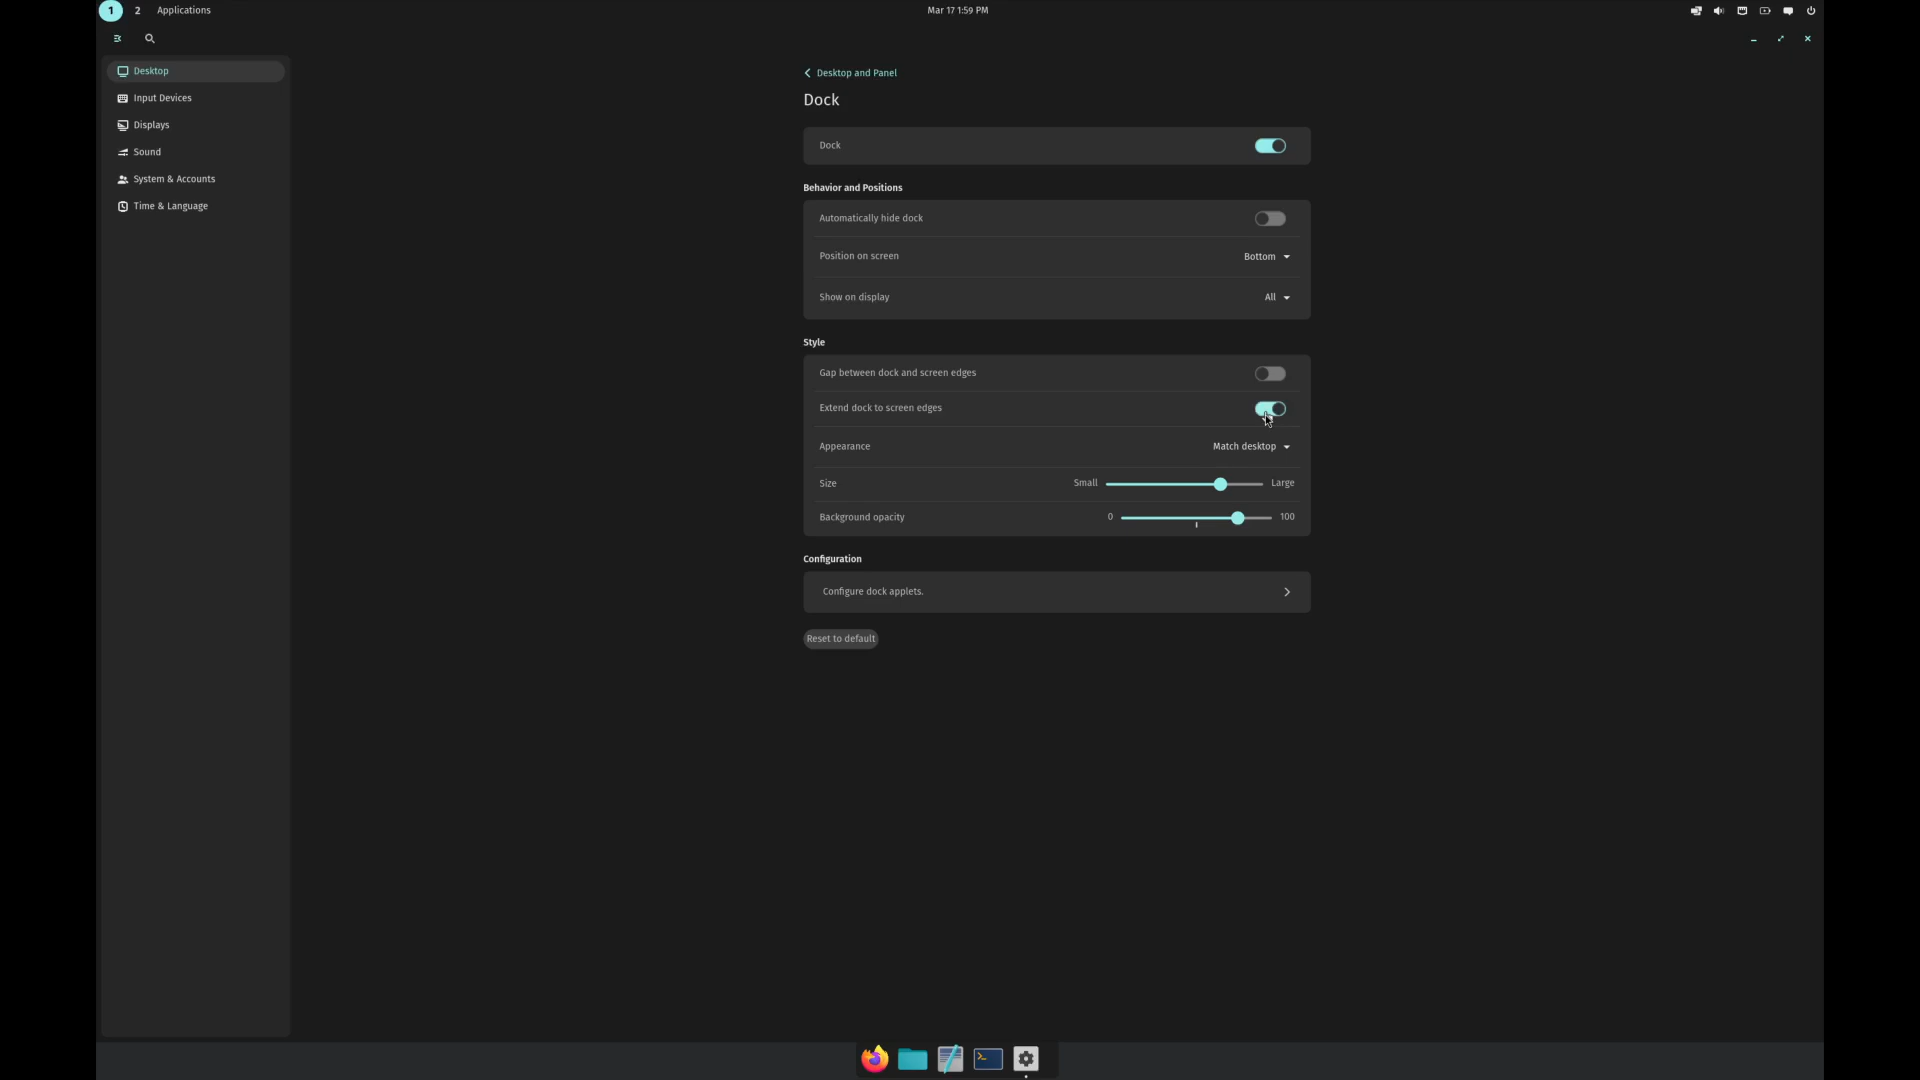 1 2 Applications Mar 17 1:59 PM
Desktop
Input Devices
Displays
Sound
System & Accounts
Time & Language
Desktop and Panel
Dock
Dock
Behavior and Positions
Automatically hide dock
Position on screen Bottom
Show on display All
Style
Gap between dock and screen edges
Extend dock to screen edges
Appearance Match desktop
Size Small Large
Background opacity 0 100
Configuration
Configure dock applets.
Reset to default